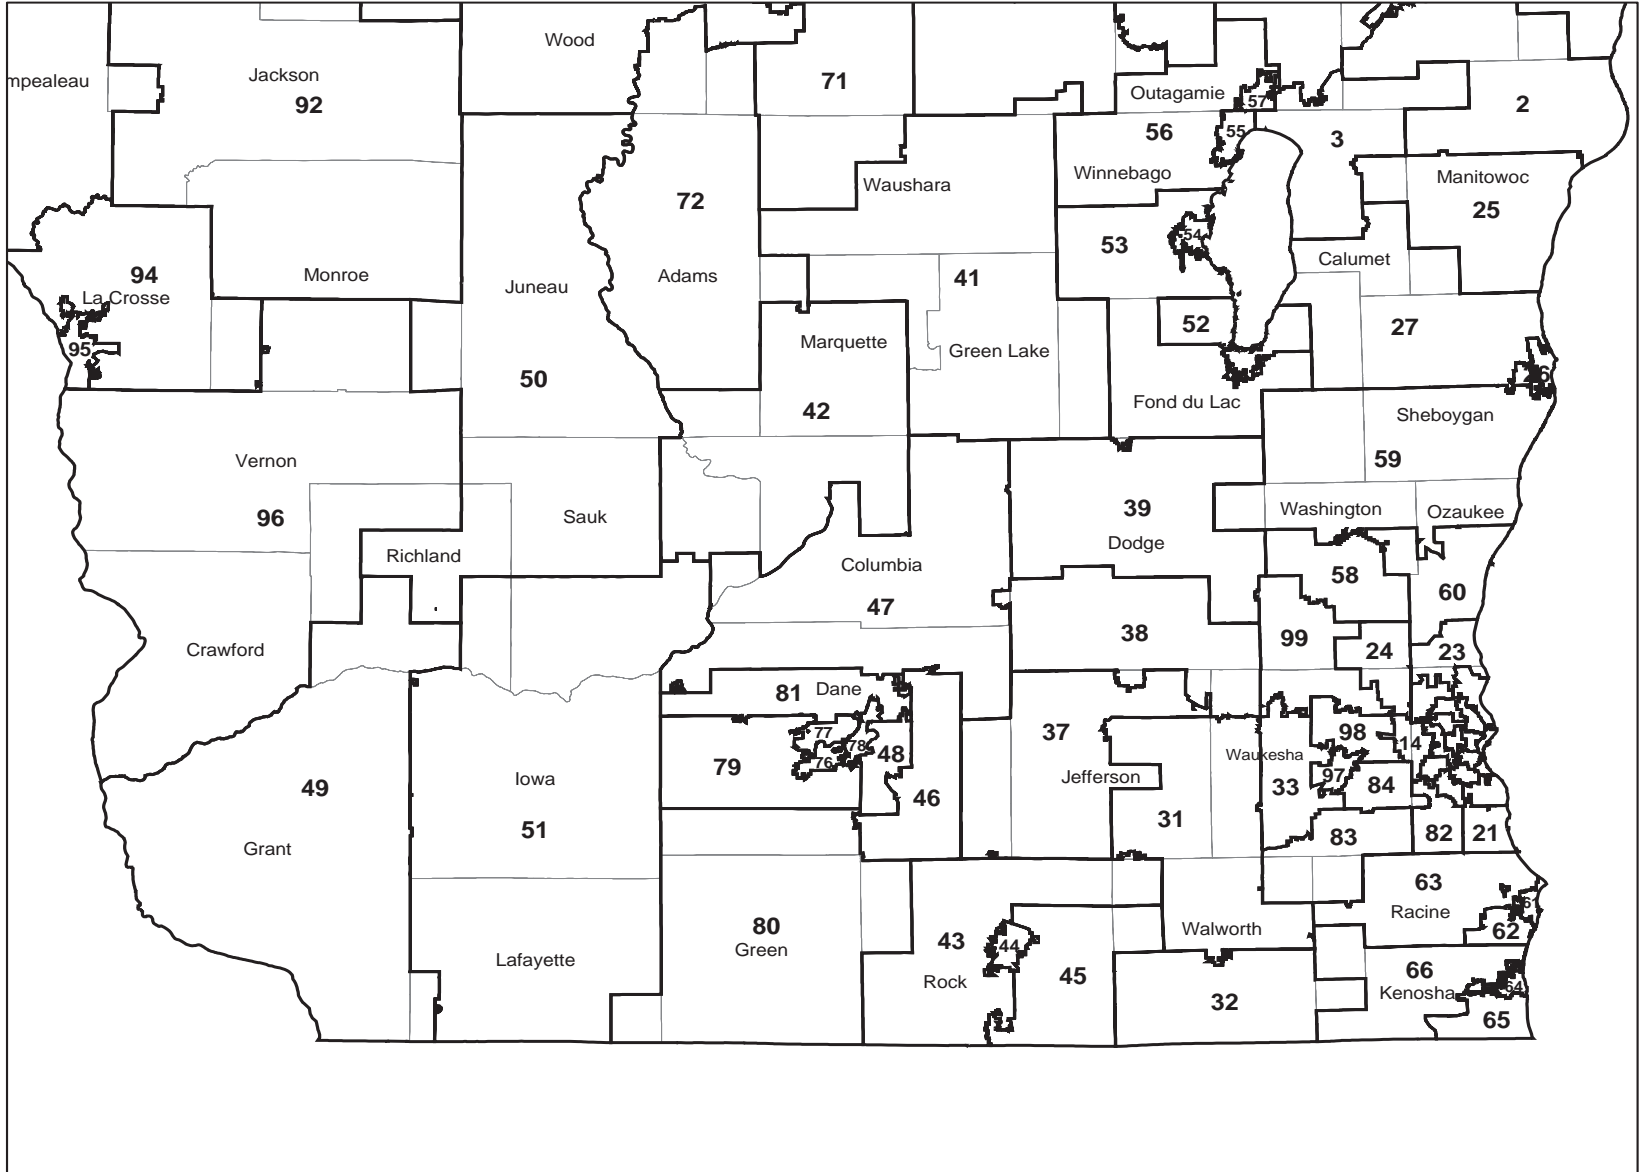 Wood
Jackson
mpealeau
71
Outagamie
92
57
2
56
55
3
Winnebago
Manitowoc
Waushara
72
25
53
54
Calumet
94
Monroe
Adams
41
Juneau
La Crosse
52
27
Marquette
95
Green Lake
50
26
Fond du Lac
42
Sheboygan
Vernon
59
39
Washington
Ozaukee
96
Sauk
Dodge
Richland
Columbia
58
60
47
38
99
Crawford
24
23
81
Dane
37
77
98
14
78
48
Waukesha
79
76
Jefferson
97
Iowa
33
84
49
46
31
51
83
82
21
Grant
63
Racine
61
80
Walworth
62
43
44
Green
Lafayette
45
66
Rock
Kenosha
64
32
65